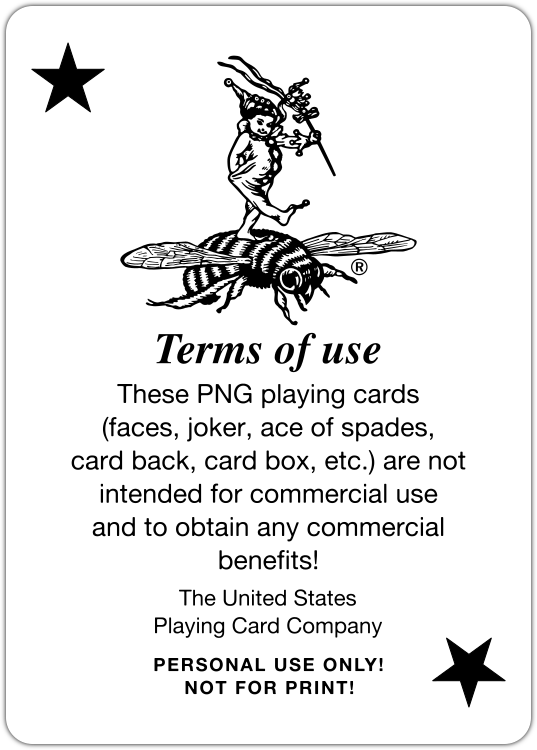 ®
Terms of use
These PNG playing cards
(faces, joker, ace of spades,
card back, card box, etc.) are not
intended for commercial use
and to obtain any commercial
benefits!
The United States
Playing Card Company
PERSONAL USE ONLY!
NOT FOR PRINT!